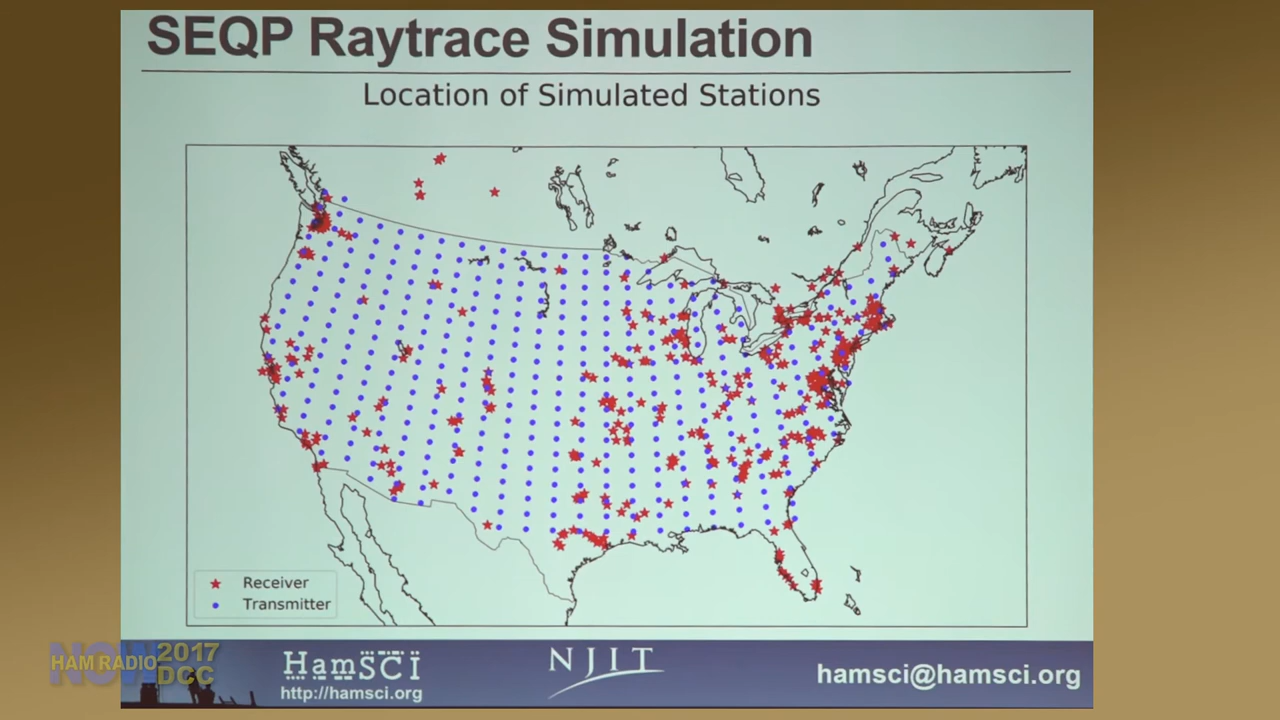 SEQP Raytrace Simulation
Location of Simulated Stations
Receiver
Transmitter
NOW
HAM RADIO 2017
DCC
HamSCI
http://hamsci.org
NJIT
hamsci@hamsci.org